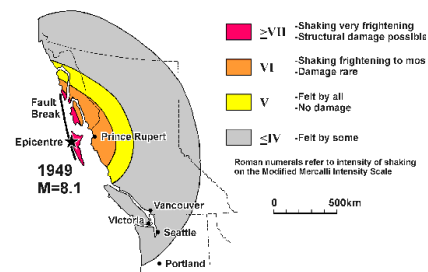 ≥VII -Shaking very frightening
-Structural damage possible
VI -Shaking frightening to mos
-Damage rare
V -Felt by all
-No damage
≤IV -Felt by some
Roman numerals refer to intensity of shaking
on the Modified Mercalli Intensity Scale
0 500km
Fault
Break
Epicentre
Prince Rupert
1949
M=8.1
Vancouver
Victoria
Seattle
Portland